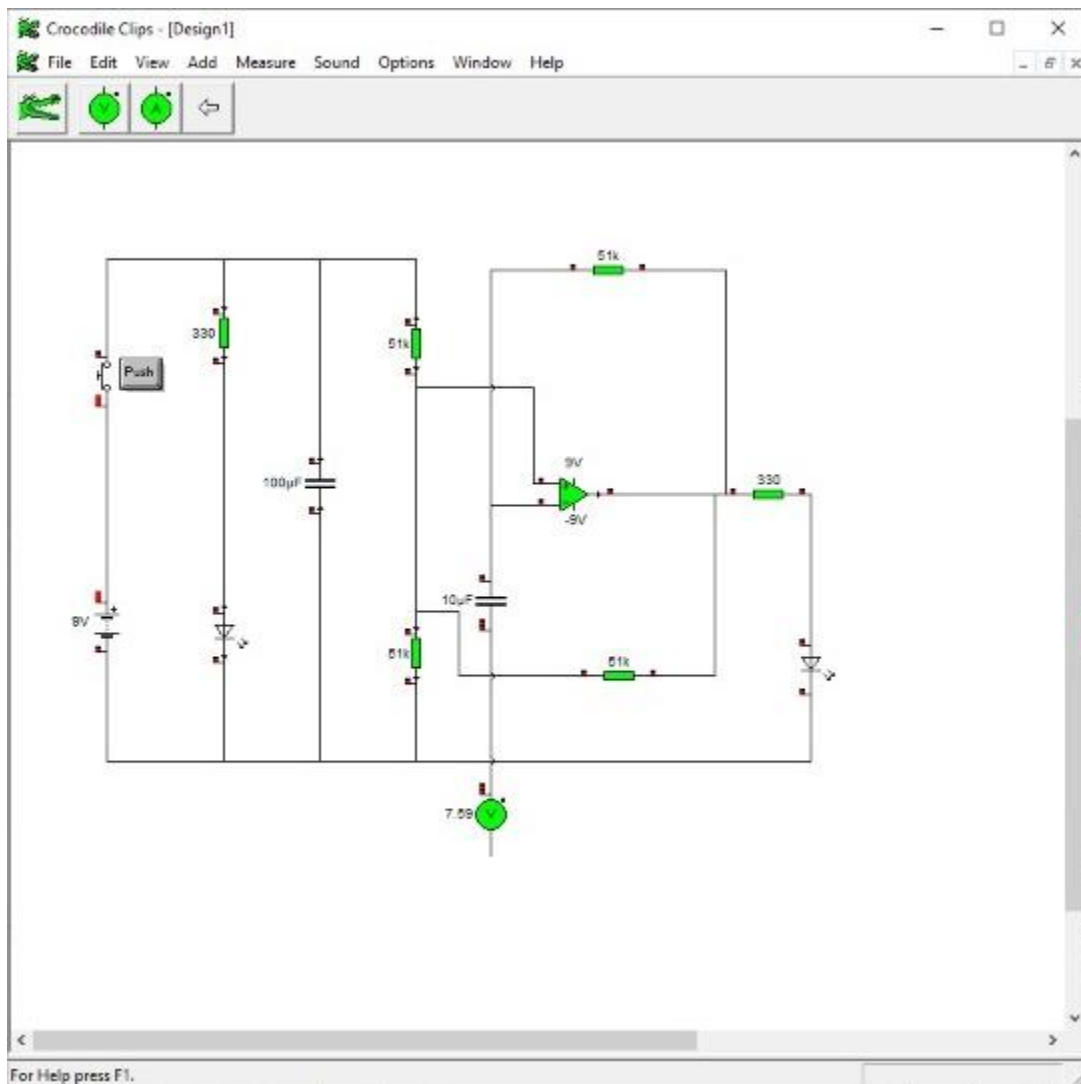 Crocodile Clips - [Design1]
File Edit View Add Measure Sound Options Window Help
V A
51k
330
51k
Push
9V
330
100µF
-9V
10µF
9V
51k
51k
7.59
V
For Help press F1.